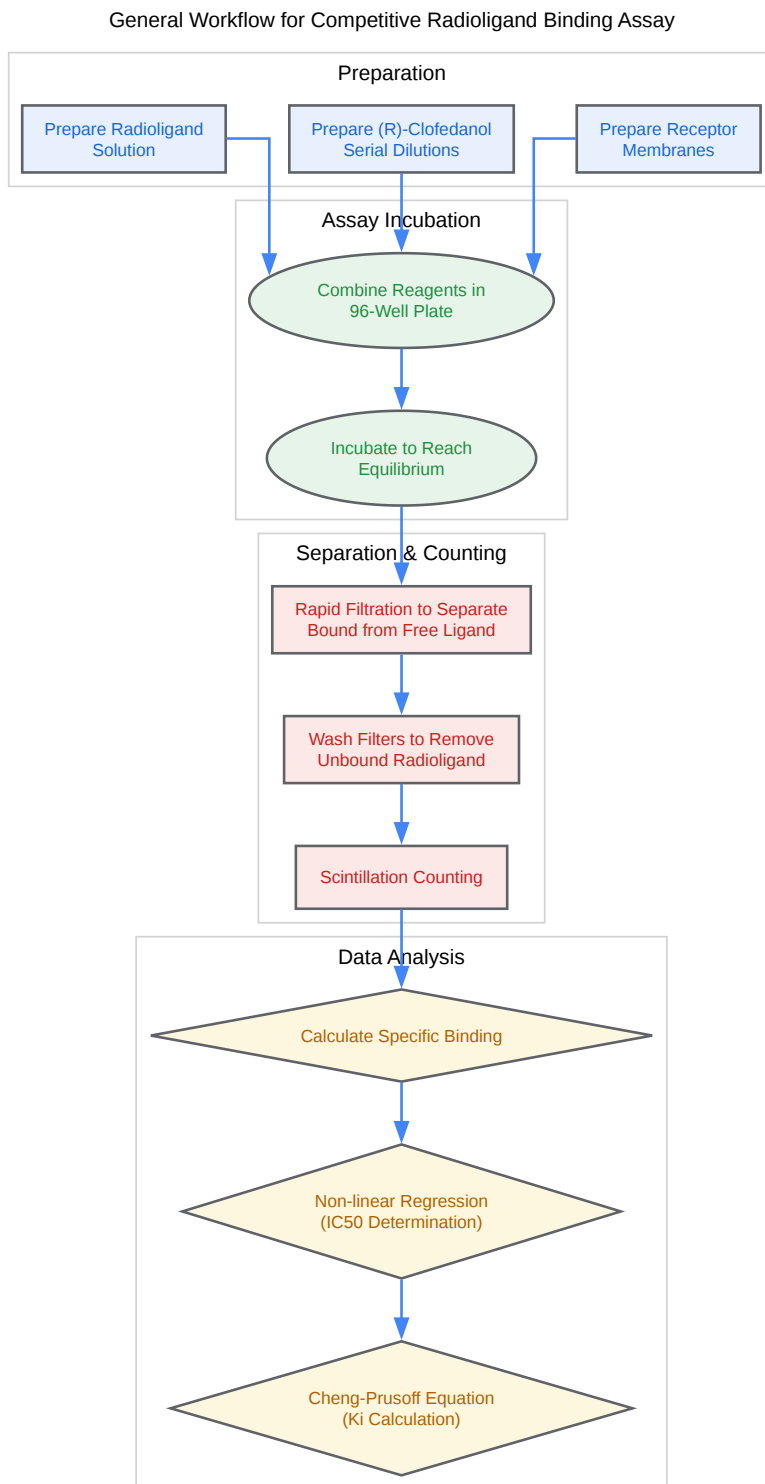 General Workflow for Competitive Radioligand Binding Assay
Preparation
Prepare Radioligand
Solution
Prepare (R)-Clofedanol
Serial Dilutions
Prepare Receptor
Membranes
Assay Incubation
Combine Reagents in
96-Well Plate
Incubate to Reach
Equilibrium
Separation & Counting
Rapid Filtration to Separate
Bound from Free Ligand
Wash Filters to Remove
Unbound Radioligand
Scintillation Counting
Data Analysis
Calculate Specific Binding
Non-linear Regression
(IC50 Determination)
Cheng-Prusoff Equation
(Ki Calculation)